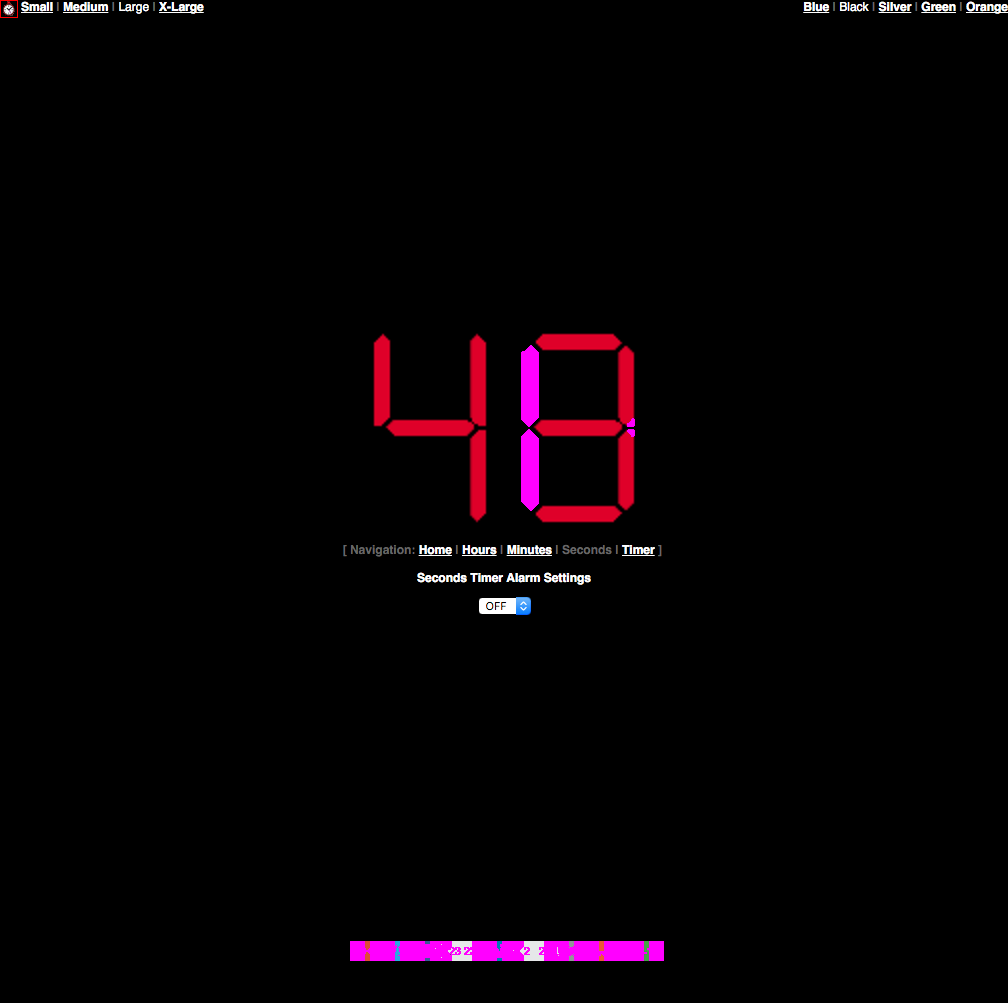 Small | Medium | Large | X-Large
Blue | Black | Silver | Green | Orange
48
[ Navigation: Home | Hours | Minutes | Seconds | Timer ]
Seconds Timer Alarm Settings
OFF